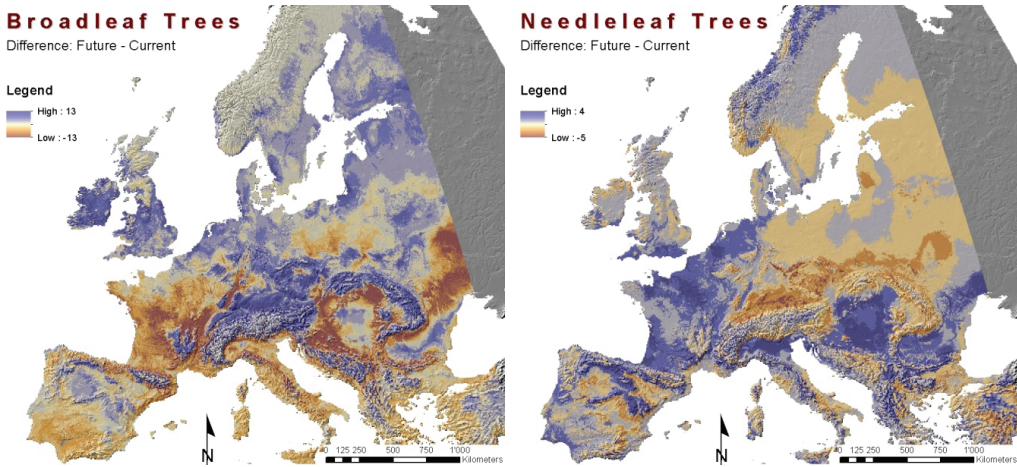 Broadleaf Trees
Difference: Future - Current
Legend
High : 13
Low : -13
N
0 125 250 500 750 1'000
Kilometers
Needleleaf Trees
Difference: Future - Current
Legend
High : 4
Low : -5
N
0 125 250 500 750 1'000
Kilometers